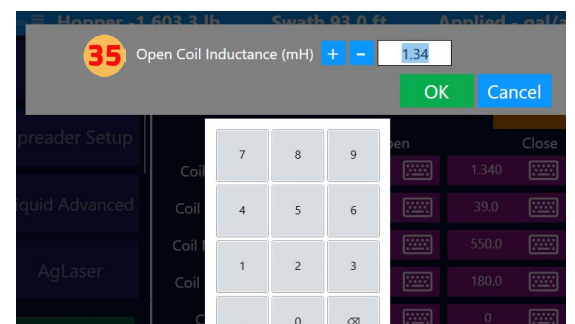 Hopper -1,603.3 lb Swath 93.0 ft Applied - gal/a
35 Open Coil Inductance (mH) + - 1.34
OK Cancel
preader Setup
iquid Advanced
AgLaser
7 8 9
4 5 6
1 2 3
0
pen Close
Coil 1.340
Coil 39.0
Coil 550.0
Coil 180.0
0